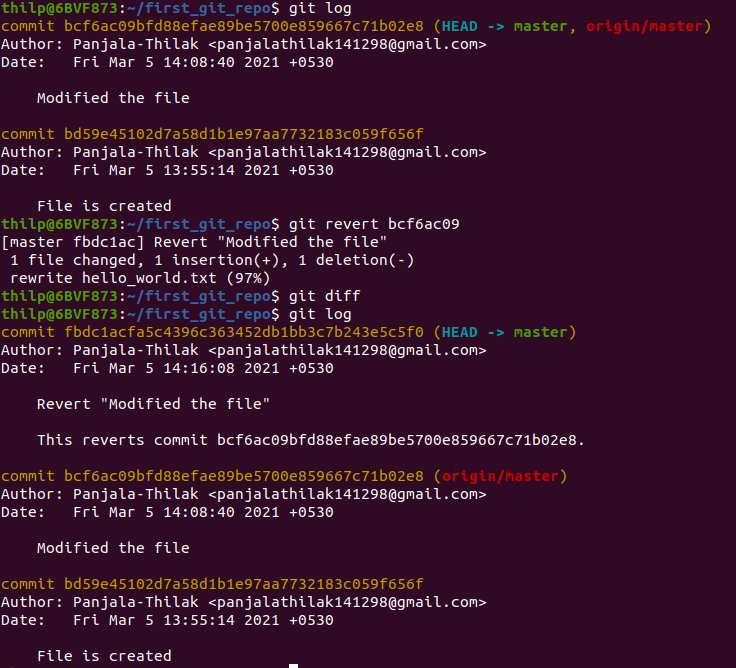 thilp@6BVF873:~/first_git_repo$ git log
commit bcf6ac09bfd88efae89be5700e859667c71b02e8 (HEAD -> master, origin/master)
Author: Panjala-Thilak <panjalathilak141298@gmail.com>
Date:   Fri Mar 5 14:08:40 2021 +0530

    Modified the file

commit bd59e45102d7a58d1b1e97aa7732183c059f656f
Author: Panjala-Thilak <panjalathilak141298@gmail.com>
Date:   Fri Mar 5 13:55:14 2021 +0530

    File is created
thilp@6BVF873:~/first_git_repo$ git revert bcf6ac09
[master fbdc1ac] Revert "Modified the file"
 1 file changed, 1 insertion(+), 1 deletion(-)
 rewrite hello_world.txt (97%)
thilp@6BVF873:~/first_git_repo$ git diff
thilp@6BVF873:~/first_git_repo$ git log
commit fbdc1acfa5c4396c363452db1bb3c7b243e5c5f0 (HEAD -> master)
Author: Panjala-Thilak <panjalathilak141298@gmail.com>
Date:   Fri Mar 5 14:16:08 2021 +0530

    Revert "Modified the file"

    This reverts commit bcf6ac09bfd88efae89be5700e859667c71b02e8.

commit bcf6ac09bfd88efae89be5700e859667c71b02e8 (origin/master)
Author: Panjala-Thilak <panjalathilak141298@gmail.com>
Date:   Fri Mar 5 14:08:40 2021 +0530

    Modified the file

commit bd59e45102d7a58d1b1e97aa7732183c059f656f
Author: Panjala-Thilak <panjalathilak141298@gmail.com>
Date:   Fri Mar 5 13:55:14 2021 +0530

    File is created